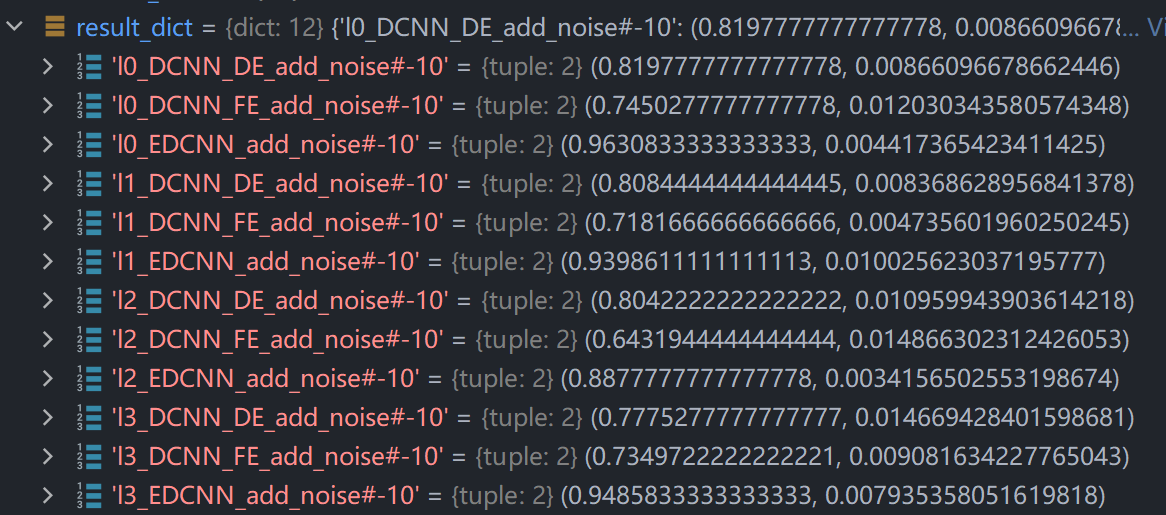 result_dict = {dict: 12} {'l0_DCNN_DE_add_noise#-10': (0.8197777777777778, 0.00866096678... Vi
'l0_DCNN_DE_add_noise#-10' = {tuple: 2} (0.8197777777777778, 0.00866096678662446)
'l0_DCNN_FE_add_noise#-10' = {tuple: 2} (0.7450277777777778, 0.012030343580574348)
'l0_EDCNN_add_noise#-10' = {tuple: 2} (0.9630833333333333, 0.004417365423411425)
'l1_DCNN_DE_add_noise#-10' = {tuple: 2} (0.8084444444444445, 0.008368628956841378)
'l1_DCNN_FE_add_noise#-10' = {tuple: 2} (0.7181666666666666, 0.004735601960250245)
'l1_EDCNN_add_noise#-10' = {tuple: 2} (0.9398611111111113, 0.010025623037195777)
'l2_DCNN_DE_add_noise#-10' = {tuple: 2} (0.8042222222222222, 0.010959943903614218)
'l2_DCNN_FE_add_noise#-10' = {tuple: 2} (0.6431944444444444, 0.014866302312426053)
'l2_EDCNN_add_noise#-10' = {tuple: 2} (0.8877777777777778, 0.0034156502553198674)
'l3_DCNN_DE_add_noise#-10' = {tuple: 2} (0.7775277777777777, 0.014669428401598681)
'l3_DCNN_FE_add_noise#-10' = {tuple: 2} (0.7349722222222221, 0.009081634227765043)
'l3_EDCNN_add_noise#-10' = {tuple: 2} (0.9485833333333333, 0.007935358051619818)